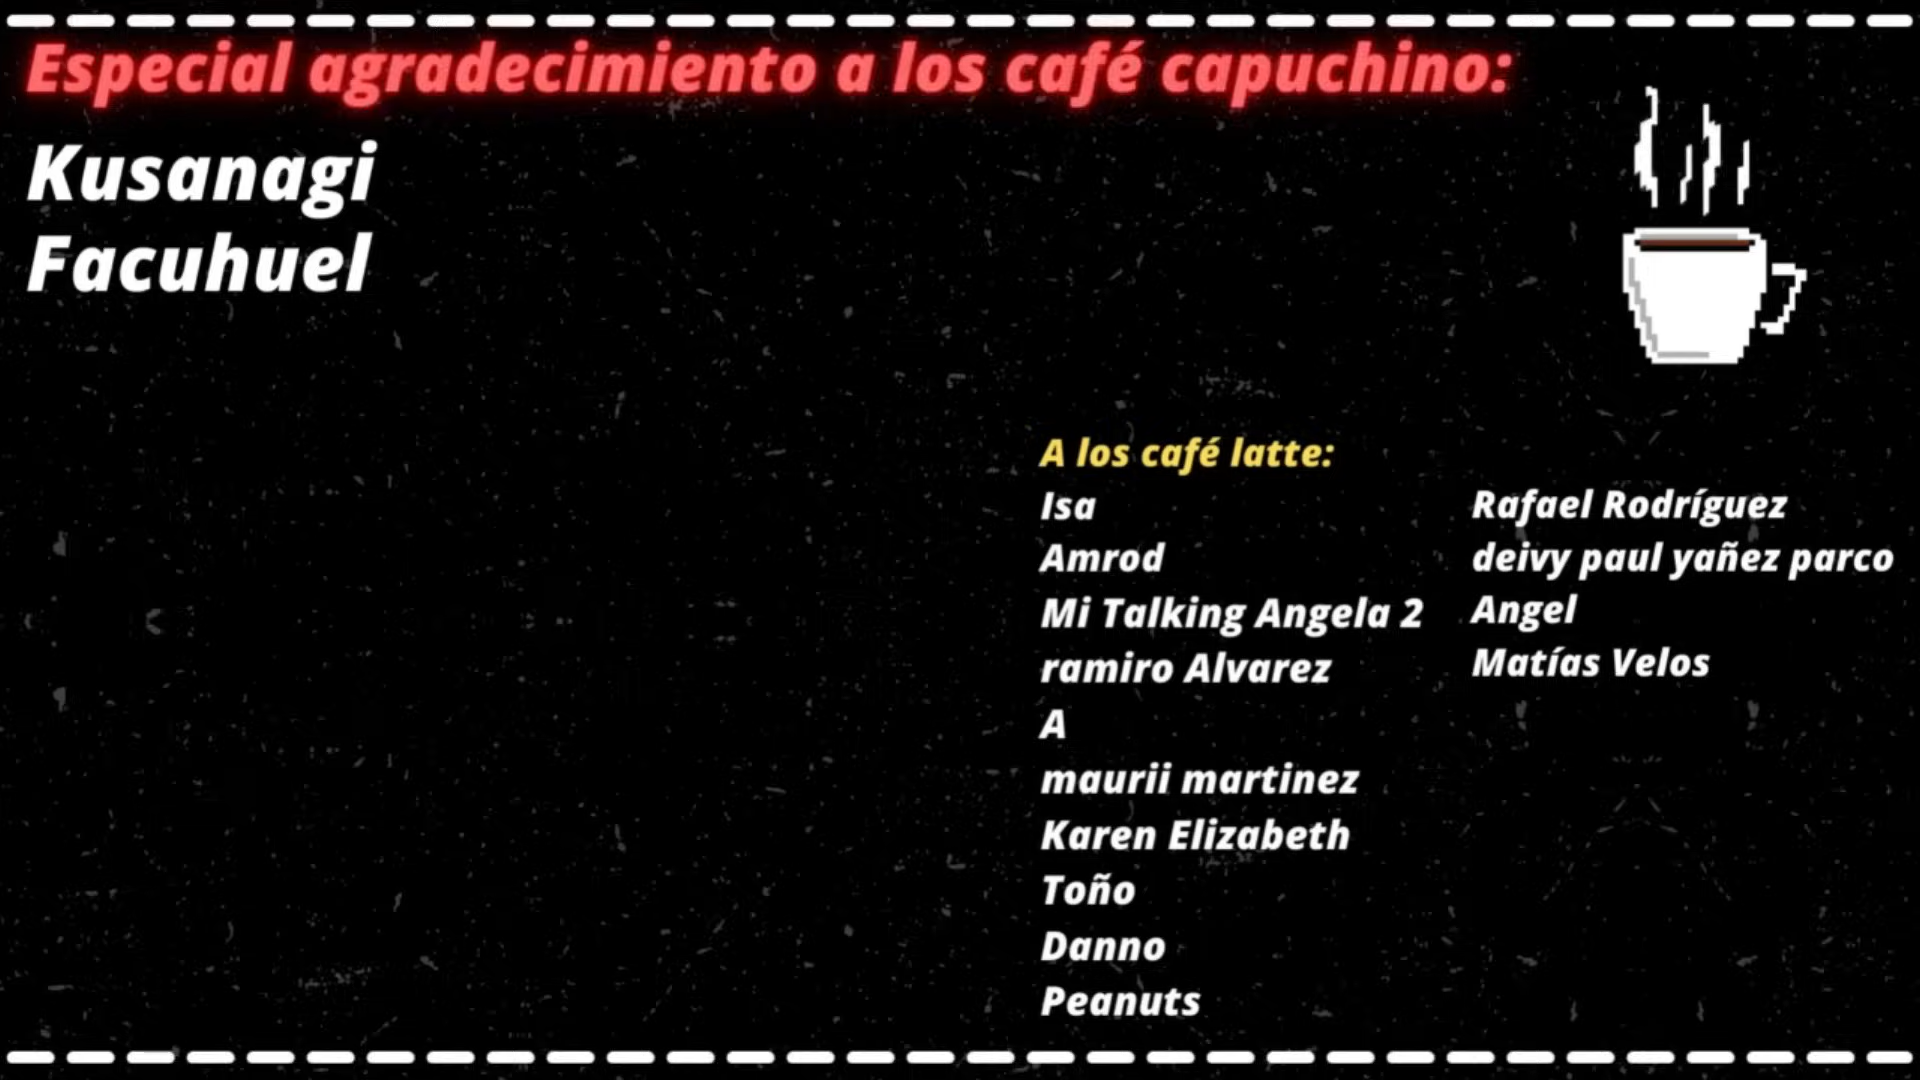 Especial agradecimiento a los café capuchino:
Kusanagi
Facuhuel
A los café latte:
Isa
Amrod
Mi Talking Angela 2
ramiro Alvarez
A
maurii martinez
Karen Elizabeth
Toño
Danno
Peanuts
Rafael Rodríguez
deivy paul yañez parco
Angel
Matías Velos